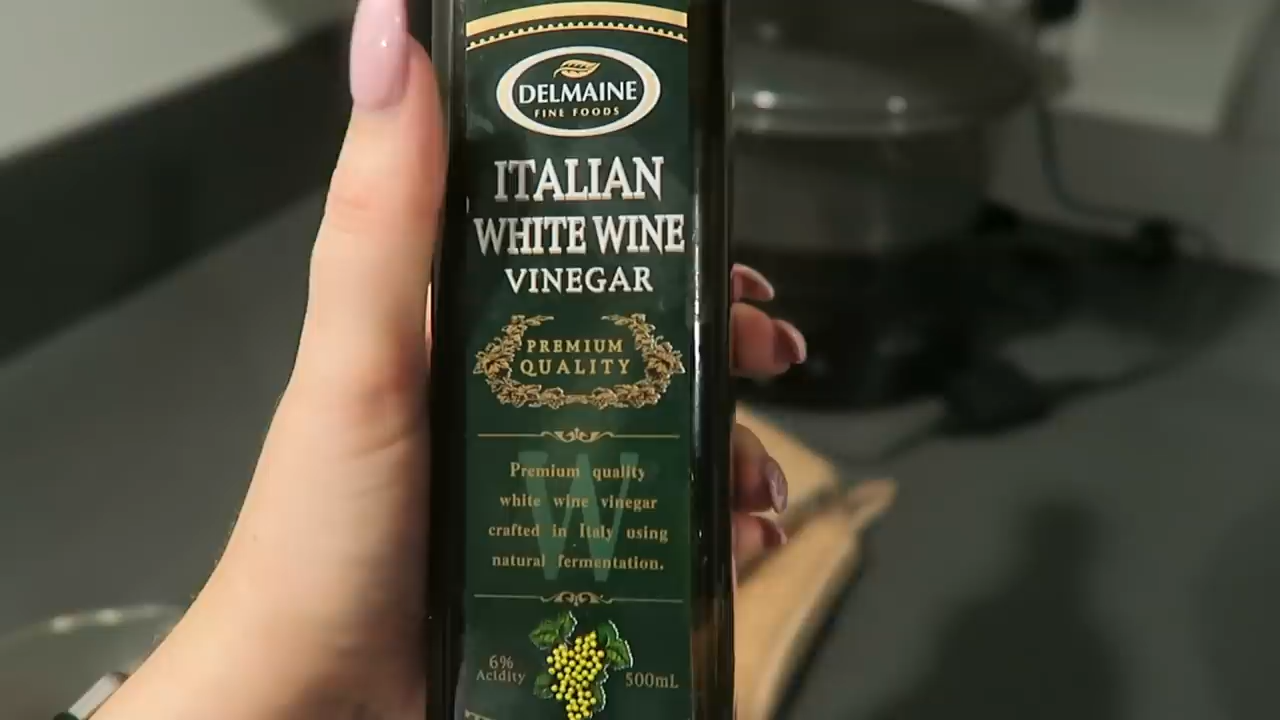 DELMAINE
FINE FOODS
ITALIAN
WHITE WINE
VINEGAR
PREMIUM
QUALITY
W
Premium quality
white wine vinegar
crafted in Italy using
natural fermentation.
6%
Acidity
500mL